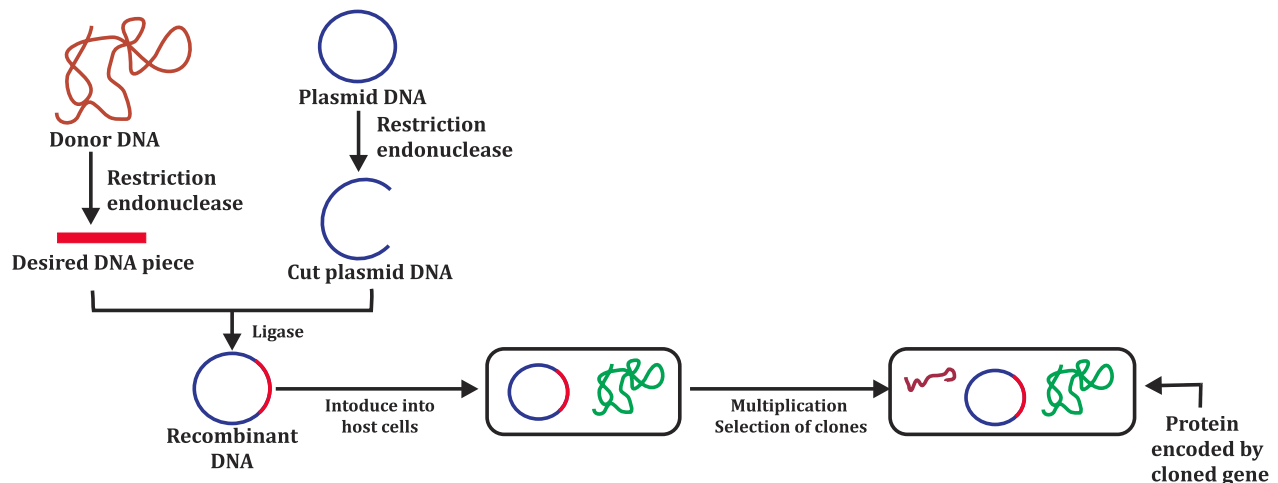 Donor DNA
Restriction
endonuclease
Desired DNA piece
Plasmid DNA
Restriction
endonuclease
Cut plasmid DNA
Ligase
Recombinant
DNA
Intoduce into
host cells
Multiplication
Selection of clones
Protein
encoded by
cloned gene